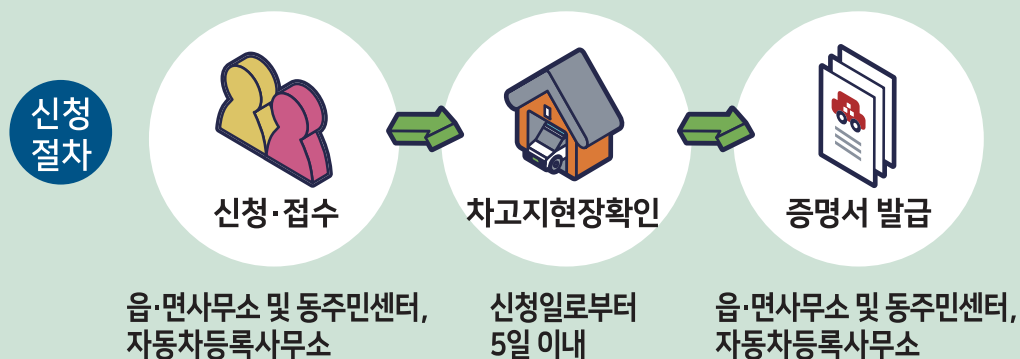 신청
절차
신청·접수
차고지현장확인
증명서 발급
읍·면사무소 및 동주민센터,
자동차등록사무소
신청일로부터
5일 이내
읍·면사무소 및 동주민센터,
자동차등록사무소